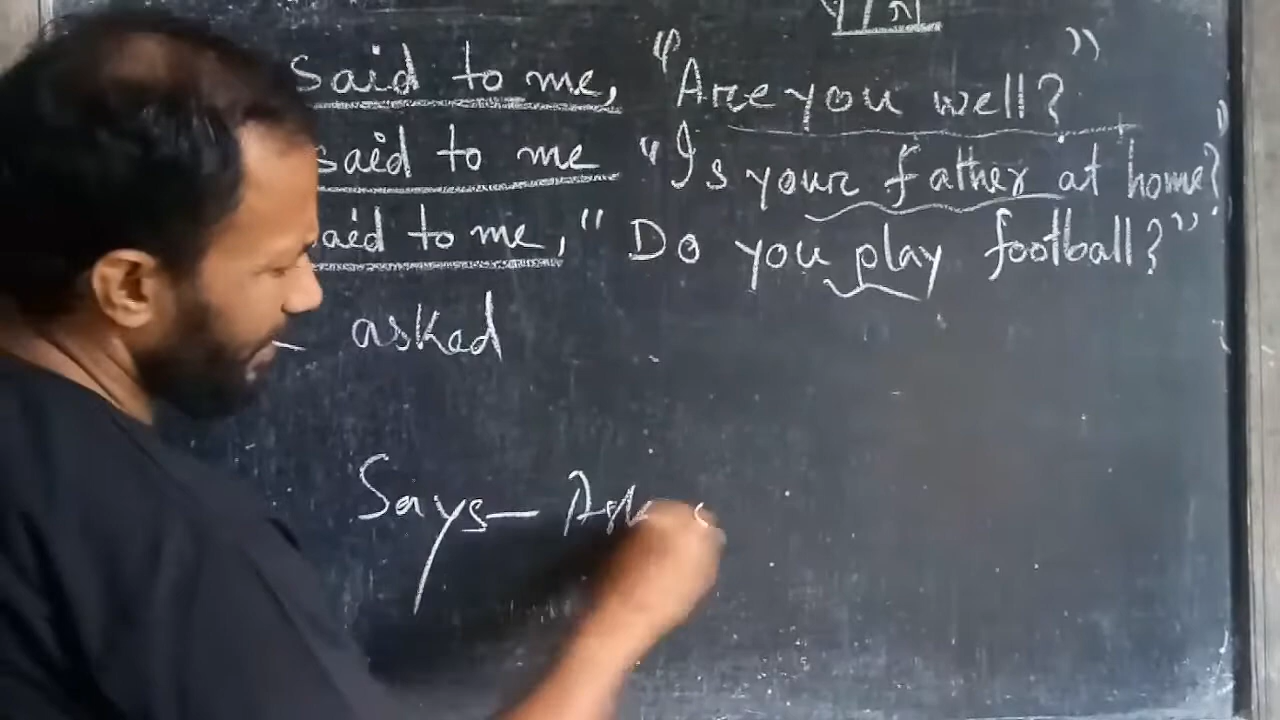 said to me, "Are you well?"
said to me "Is your father at home?"
said to me, "Do you play football?"
- asked
Says - Ask